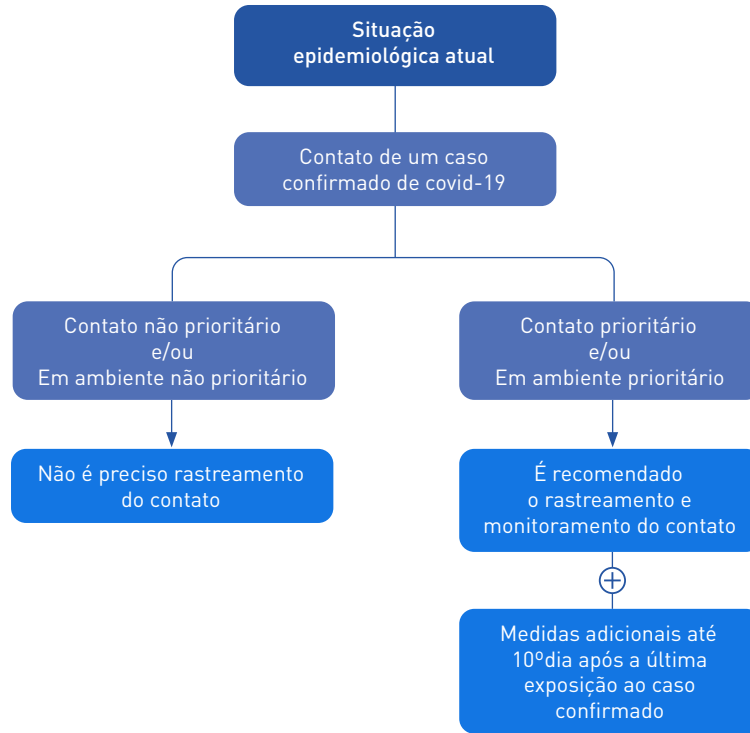 Situação
epidemiológica atual
Contato de um caso
confirmado de covid-19
Contato não prioritário
e/ou
Em ambiente não prioritário
Não é preciso rastreamento
do contato
Contato prioritário
e/ou
Em ambiente prioritário
É recomendado
o rastreamento e
monitoramento do contato
Medidas adicionais até
10ºdia após a última
exposição ao caso
confirmado